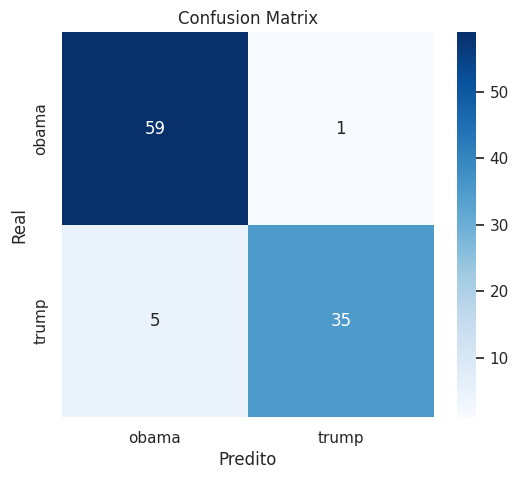 Confusion Matrix
Real
obama
59
1
trump
5
35
obama
trump
Predito
50
40
30
20
10